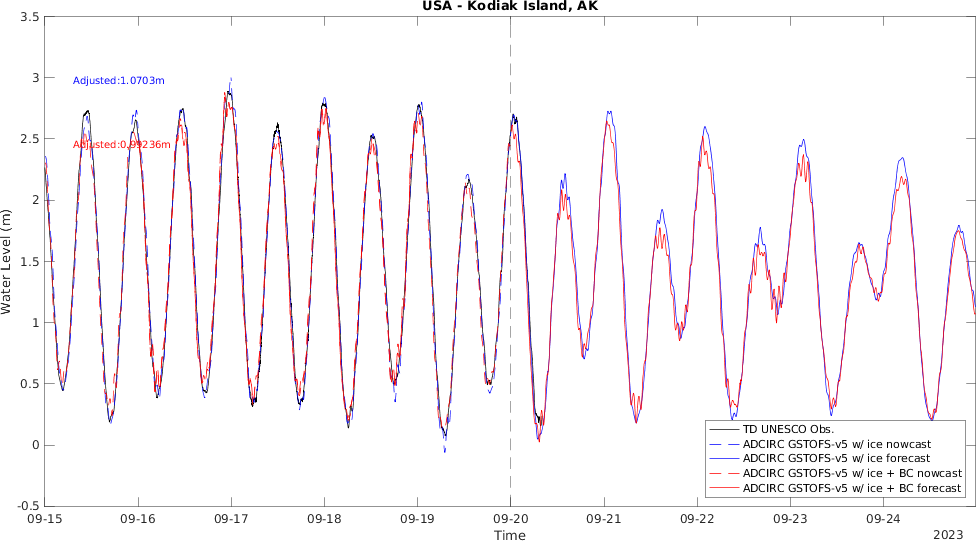 USA - Kodiak Island, AK
3.5
3
2.5
2
1.5
1
0.5
0
-0.5
Water Level (m)
Adjusted:1.0703m
Adjusted:0.99236m
TD UNESCO Obs.
ADCIRC GSTOFS-v5 w/ ice nowcast
ADCIRC GSTOFS-v5 w/ ice forecast
ADCIRC GSTOFS-v5 w/ ice + BC nowcast
ADCIRC GSTOFS-v5 w/ ice + BC forecast
09-15 09-16 09-17 09-18 09-19 09-20 09-21 09-22 09-23 09-24
Time
2023